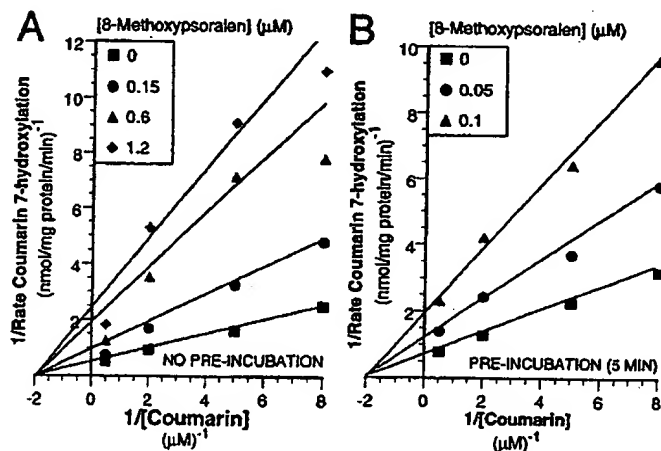 A
[8-Methoxypsoralen] (μM)
0
0.15
0.6
1.2
12
10
8
6
4
2
1/Rate Coumarin 7-hydroxylation
(nmol/mg protein/min)⁻¹
NO PRE-INCUBATION
-2
0
2
4
6
8
1/[Coumarin]
(μM)⁻¹
B
[8-Methoxypsoralen] (μM)
0
0.05
0.1
10
8
6
4
2
1/Rate Coumarin 7-hydroxylation
(nmol/mg protein/min)⁻¹
PRE-INCUBATION (5 MIN)
-2
0
2
4
6
8
1/[Coumarin]
(μM)⁻¹